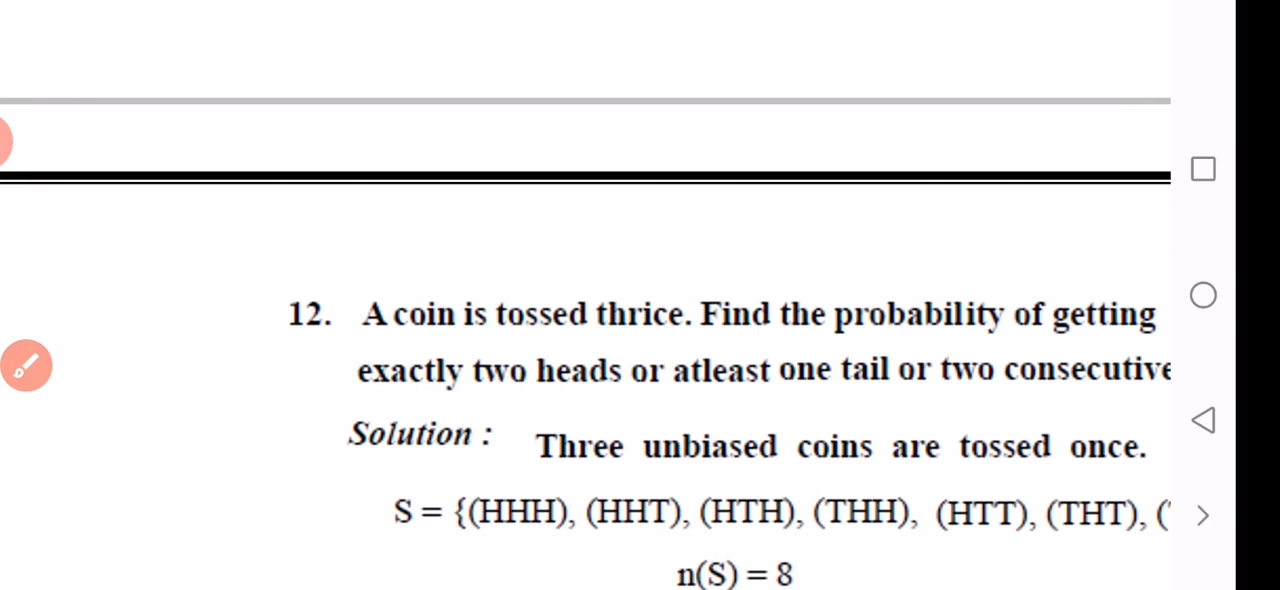 12. A coin is tossed thrice. Find the probability of getting
exactly two heads or atleast one tail or two consecutive
Solution : Three unbiased coins are tossed once.
S = {(HHH), (HHT), (HTH), (THH), (HTT), (THT), (
n(S) = 8